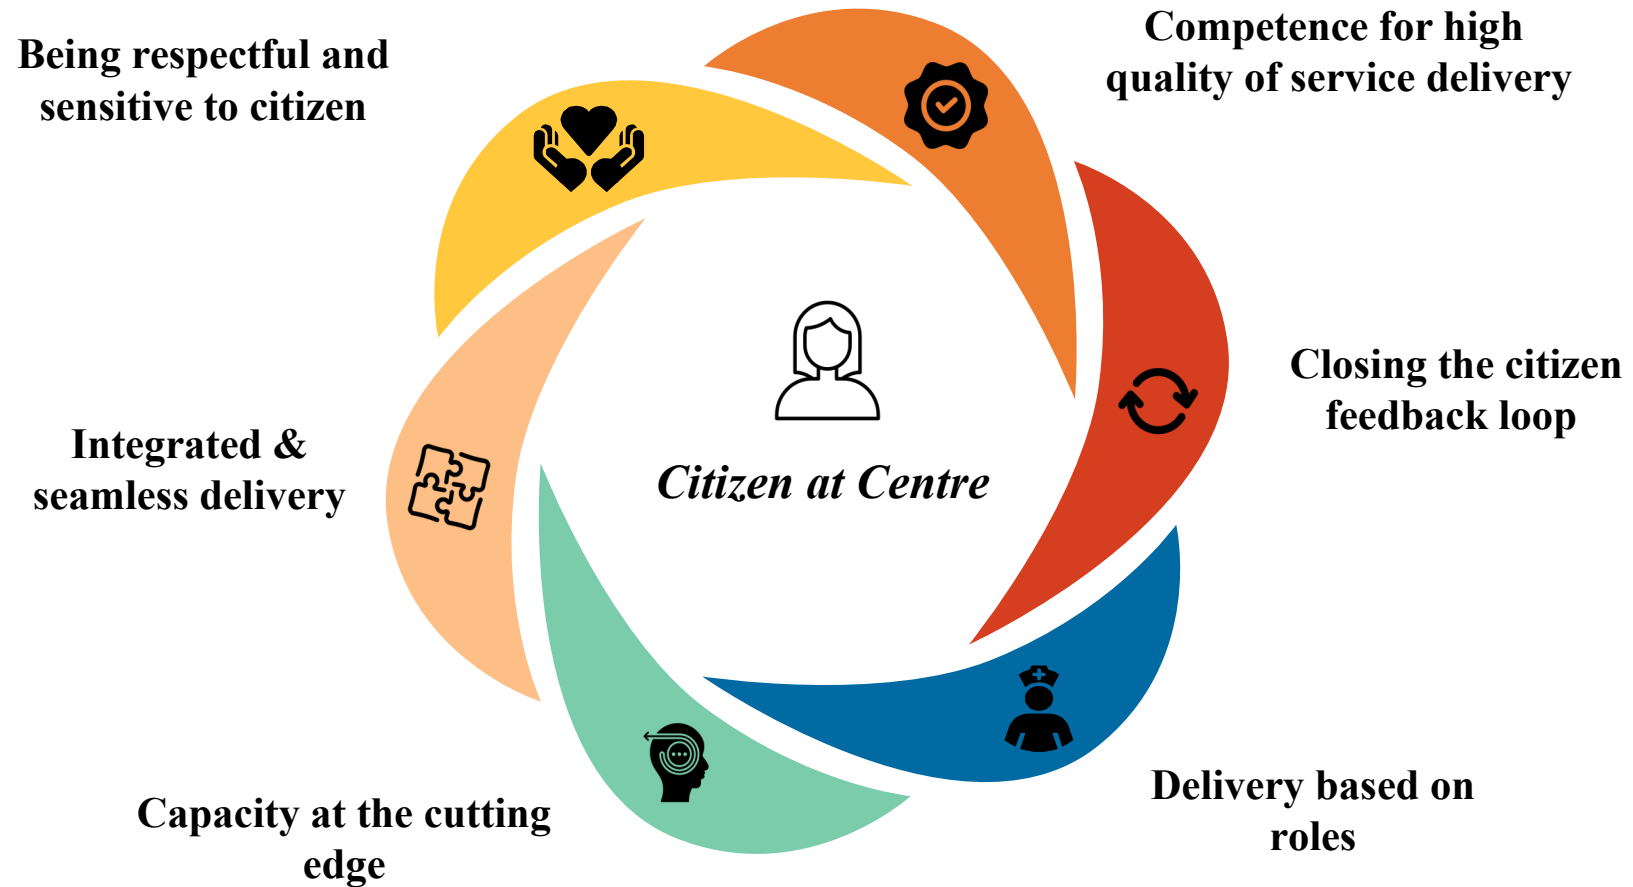 Being respectful and
sensitive to citizen
Competence for high
quality of service delivery
Closing the citizen
feedback loop
Integrated &
seamless delivery
Citizen at Centre
Delivery based on
roles
Capacity at the cutting
edge